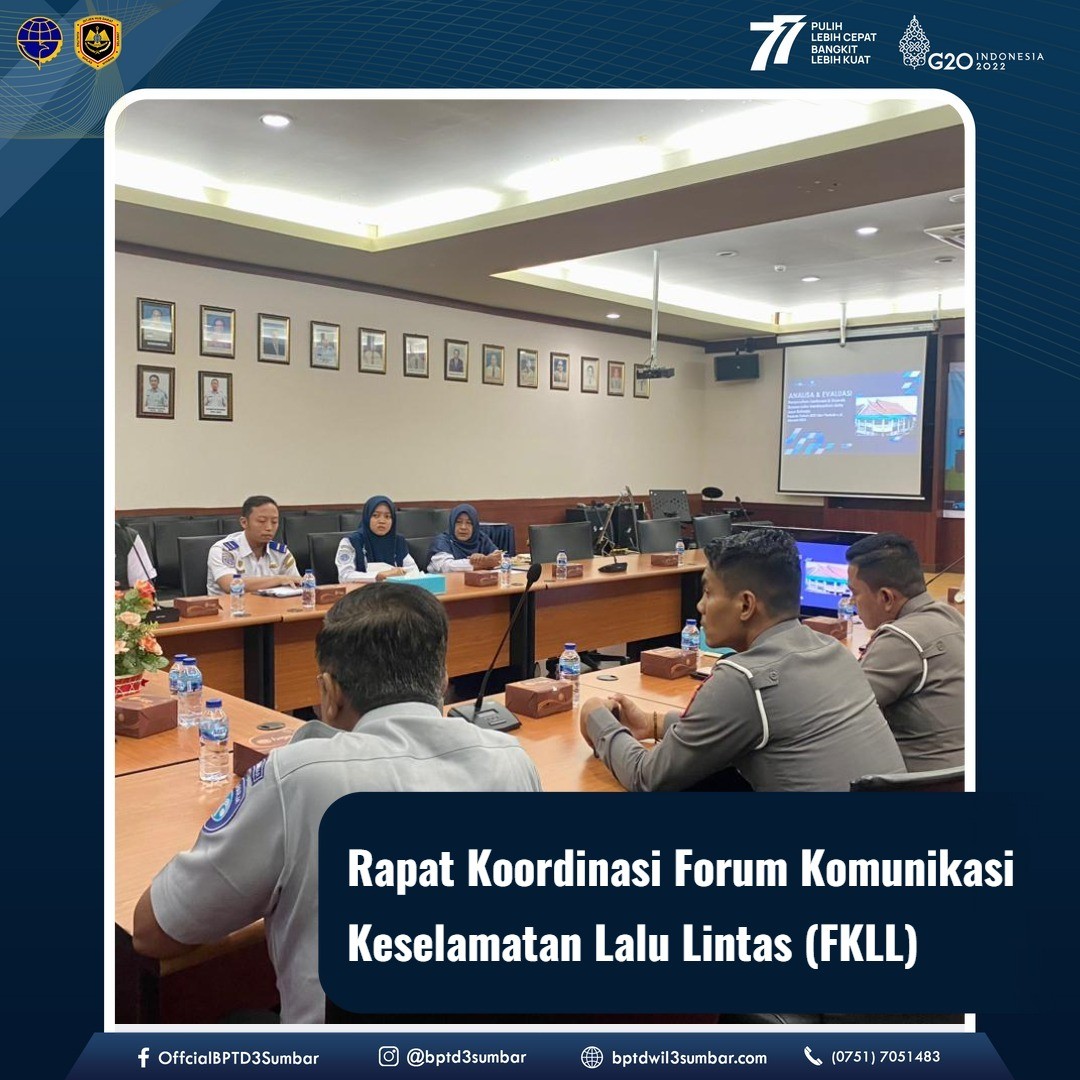 77
PULIH
LEBIH CEPAT
BANGKIT
LEBIH KUAT
G20 INDONESIA
2022
ANALISA & EVALUASI
Rapat Koordinasi Forum Komunikasi
Keselamatan Lalu Lintas (FKLL)
OffcialBPTD3Sumbar
@bptd3sumbar
bptdwil3sumbar.com
(0751) 7051483